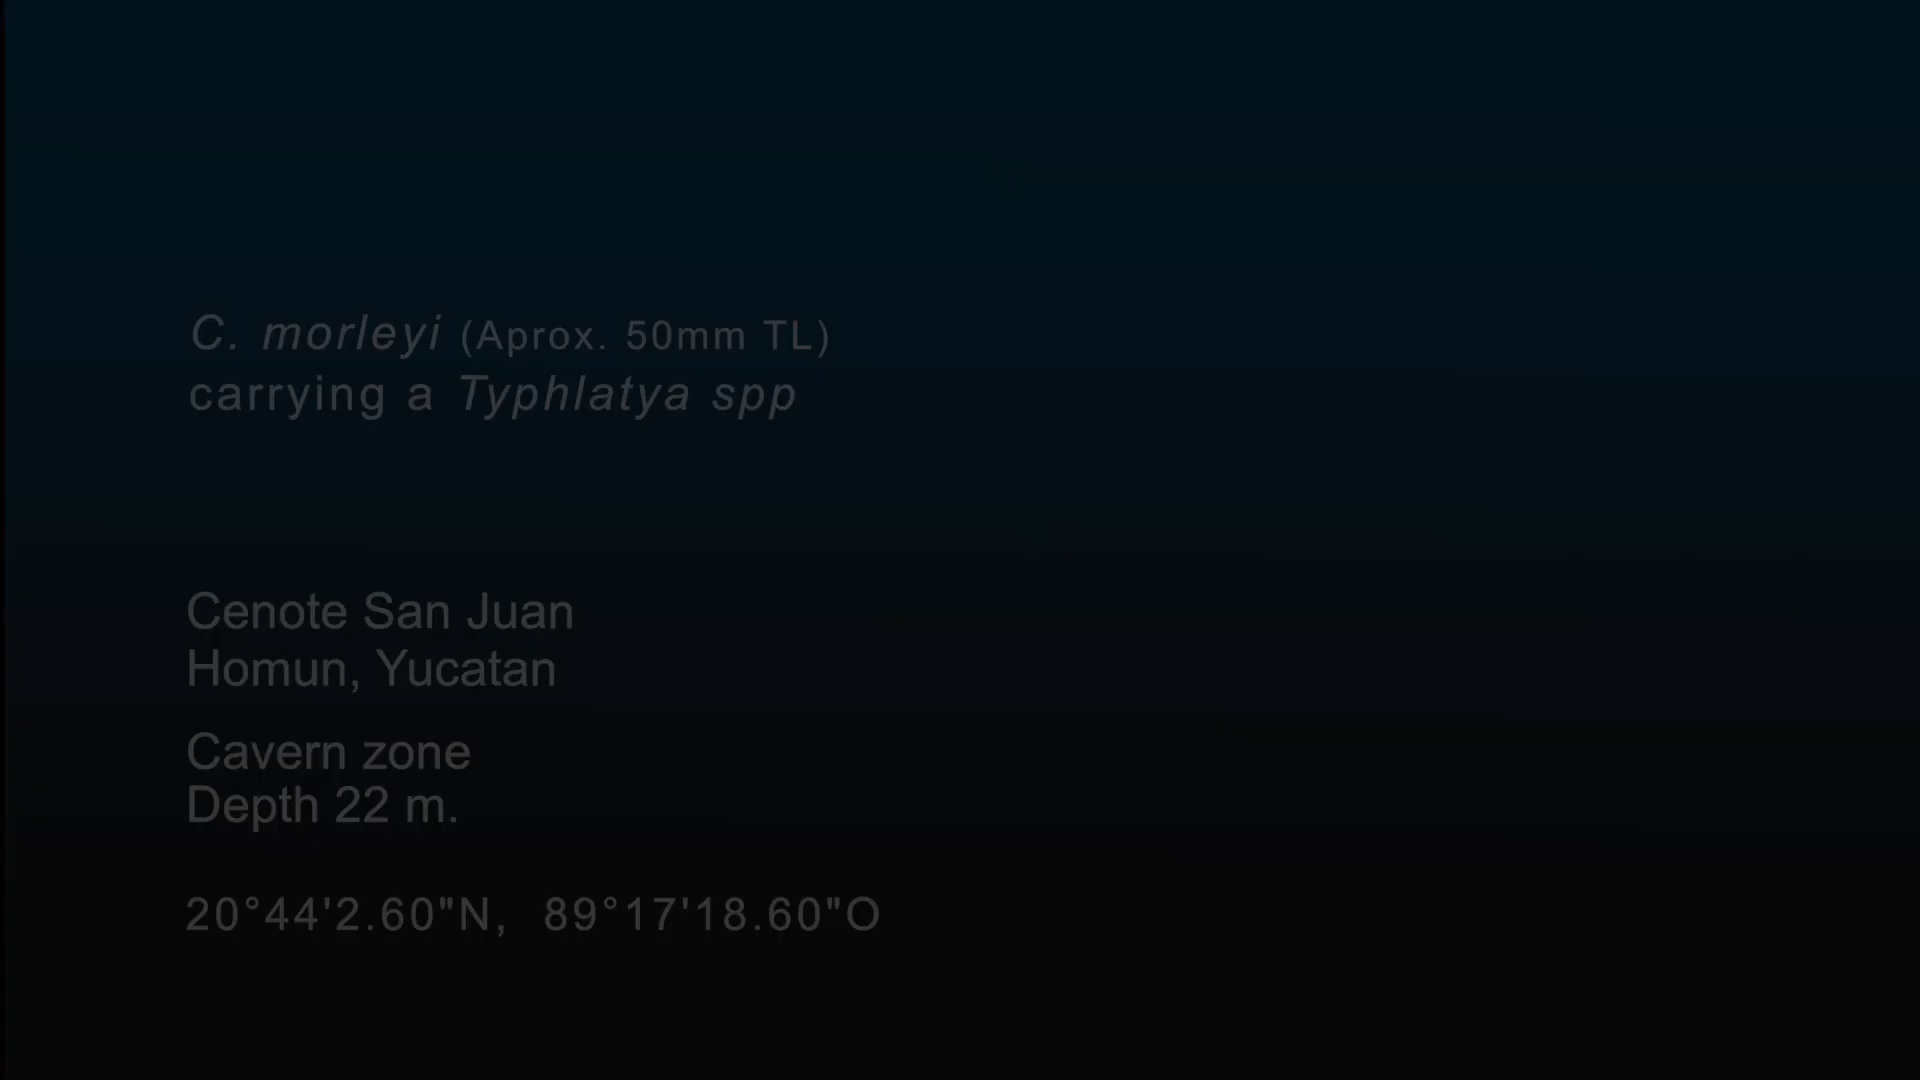 C. morleyi (Aprox. 50mm TL)
carrying a Typhlatya spp
Cenote San Juan
Homun, Yucatan
Cavern zone
Depth 22 m.
20°44'2.60"N, 89°17'18.60"O